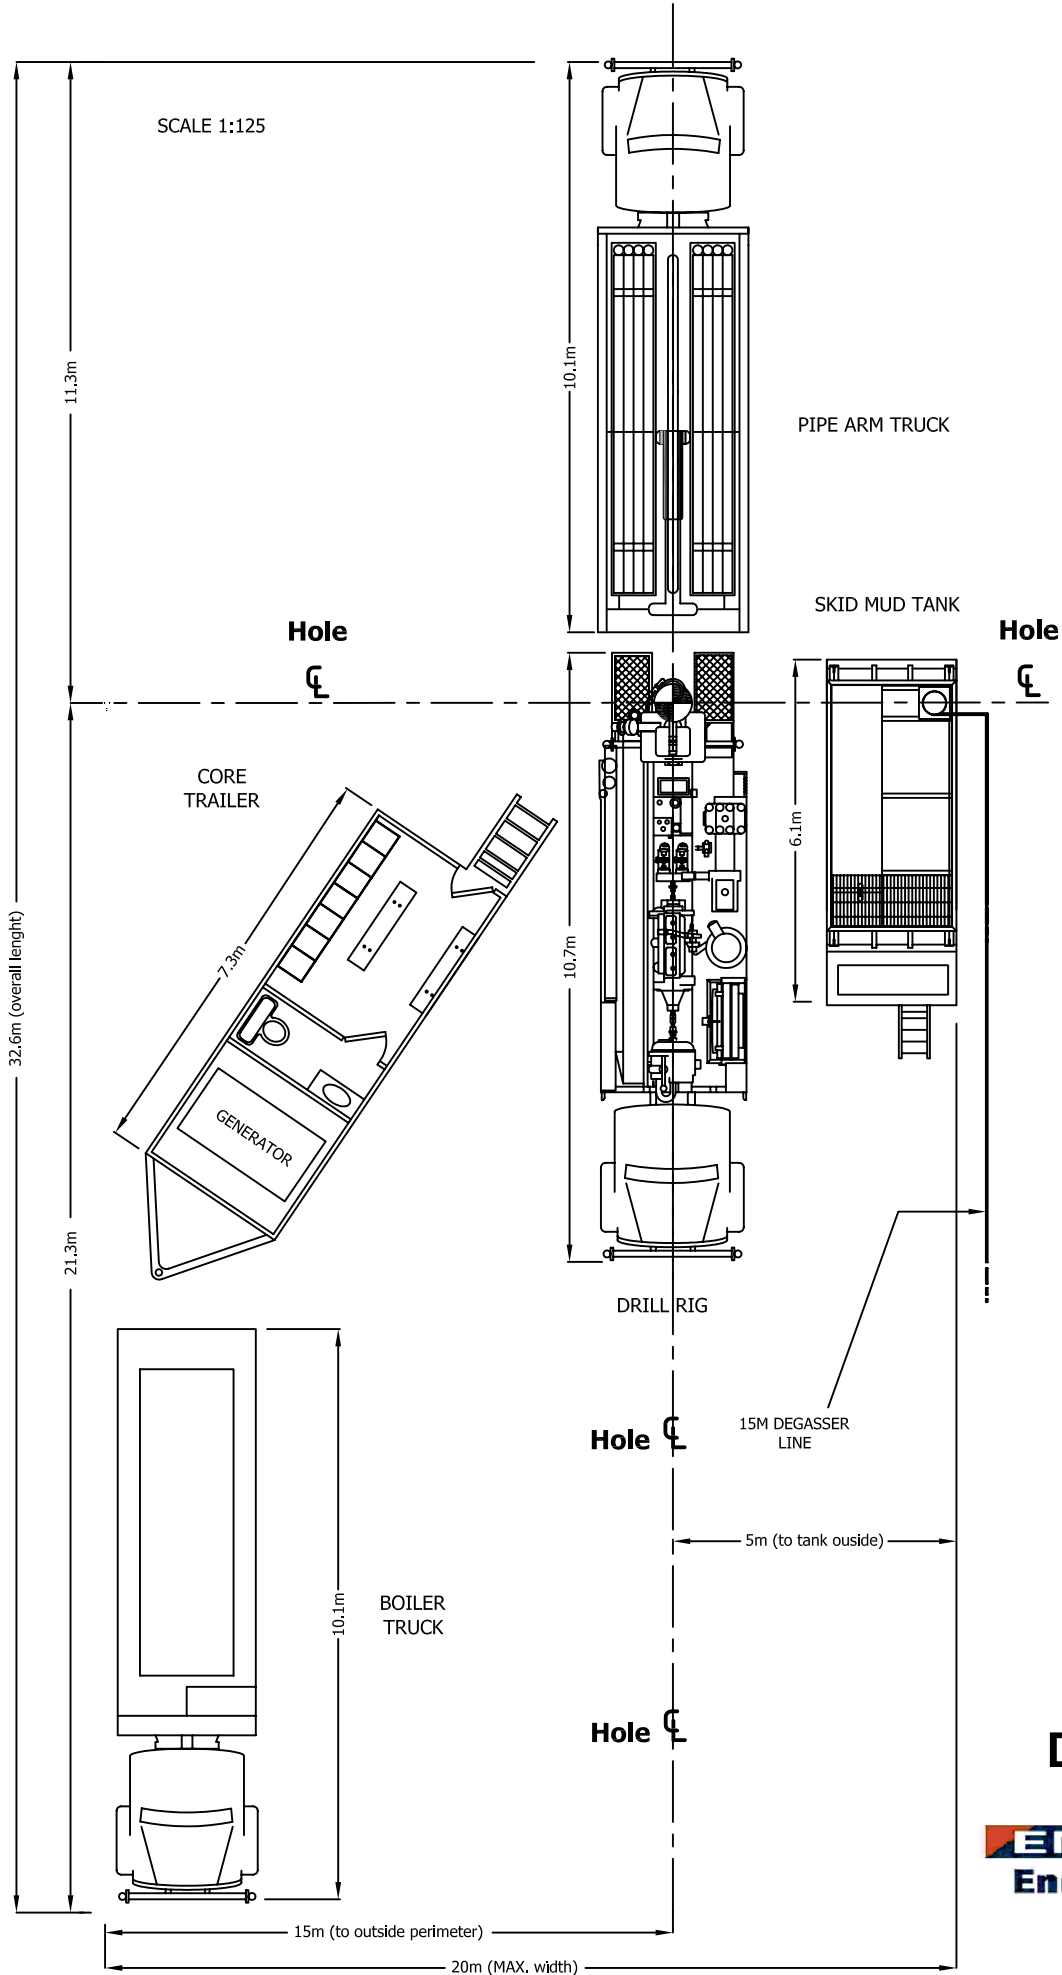 SCALE 1:125
11.3m
10.1m
PIPE ARM TRUCK
SKID MUD TANK
Hole
Hole
CORE
TRAILER
6.1m
7.3m
10.7m
32.6m (overall lenght)
GENERATOR
21.3m
DRILL RIG
15M DEGASSER
LINE
Hole
5m (to tank ouside)
BOILER
TRUCK
10.1m
Hole
15m (to outside perimeter)
20m (MAX. width)